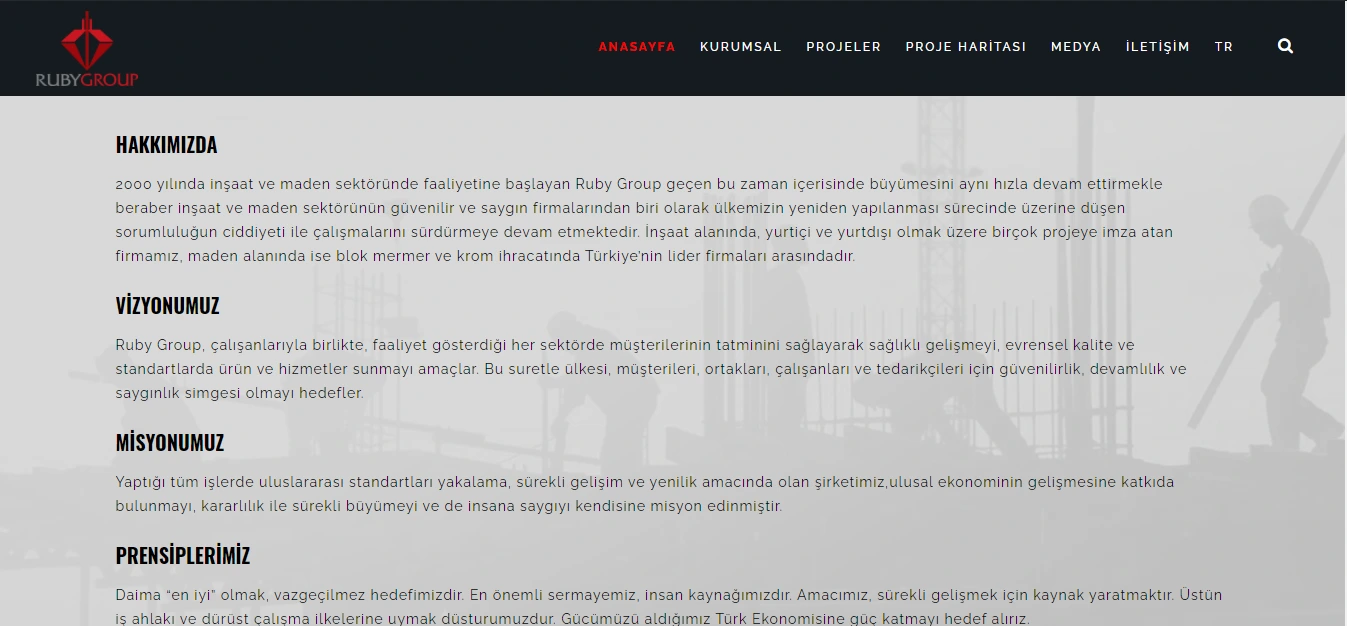 RUBYGROUP
ANASAYFA KURUMSAL PROJELER PROJE HARİTASI MEDYA İLETİŞİM TR
HAKKIMIZDA
2000 yılında inşaat ve maden sektöründe faaliyetine başlayan Ruby Group geçen bu zaman içerisinde büyümesini aynı hızla devam ettirmekle
beraber inşaat ve maden sektörünün güvenilir ve saygın firmalarından biri olarak ülkemizin yeniden yapılanması sürecinde üzerine düşen
sorumluluğun ciddiyeti ile çalışmalarını sürdürmeye devam etmektedir. İnşaat alanında, yurtiçi ve yurtdışı olmak üzere birçok projeye imza atan
firmamız, maden alanında ise blok mermer ve krom ihracatında Türkiye'nin lider firmaları arasındadır.
VİZYONUMUZ
Ruby Group, çalışanlarıyla birlikte, faaliyet gösterdiği her sektörde müşterilerinin tatminini sağlayarak sağlıklı gelişmeyi, evrensel kalite ve
standartlarda ürün ve hizmetler sunmayı amaçlar. Bu suretle ülkesi, müşterileri, ortakları, çalışanları ve tedarikçileri için güvenilirlik, devamlılık ve
saygınlık simgesi olmayı hedefler.
MİSYONUMUZ
Yaptığı tüm işlerde uluslararası standartları yakalama, sürekli gelişim ve yenilik amacında olan şirketimiz,ulusal ekonominin gelişmesine katkıda
bulunmayı, kararlılık ile sürekli büyümeyi ve de insana saygıyı kendisine misyon edinmiştir.
PRENSİPLERİMİZ
Daima “en iyi” olmak, vazgeçilmez hedefimizdir. En önemli sermayemiz, insan kaynağımızdır. Amacımız, sürekli gelişmek için kaynak yaratmaktır. Üstün
iş ahlakı ve dürüst çalışma ilkelerine uymak düsturumuzdur. Gücümüzü aldığımız Türk Ekonomisine güç katmayı hedef alırız.